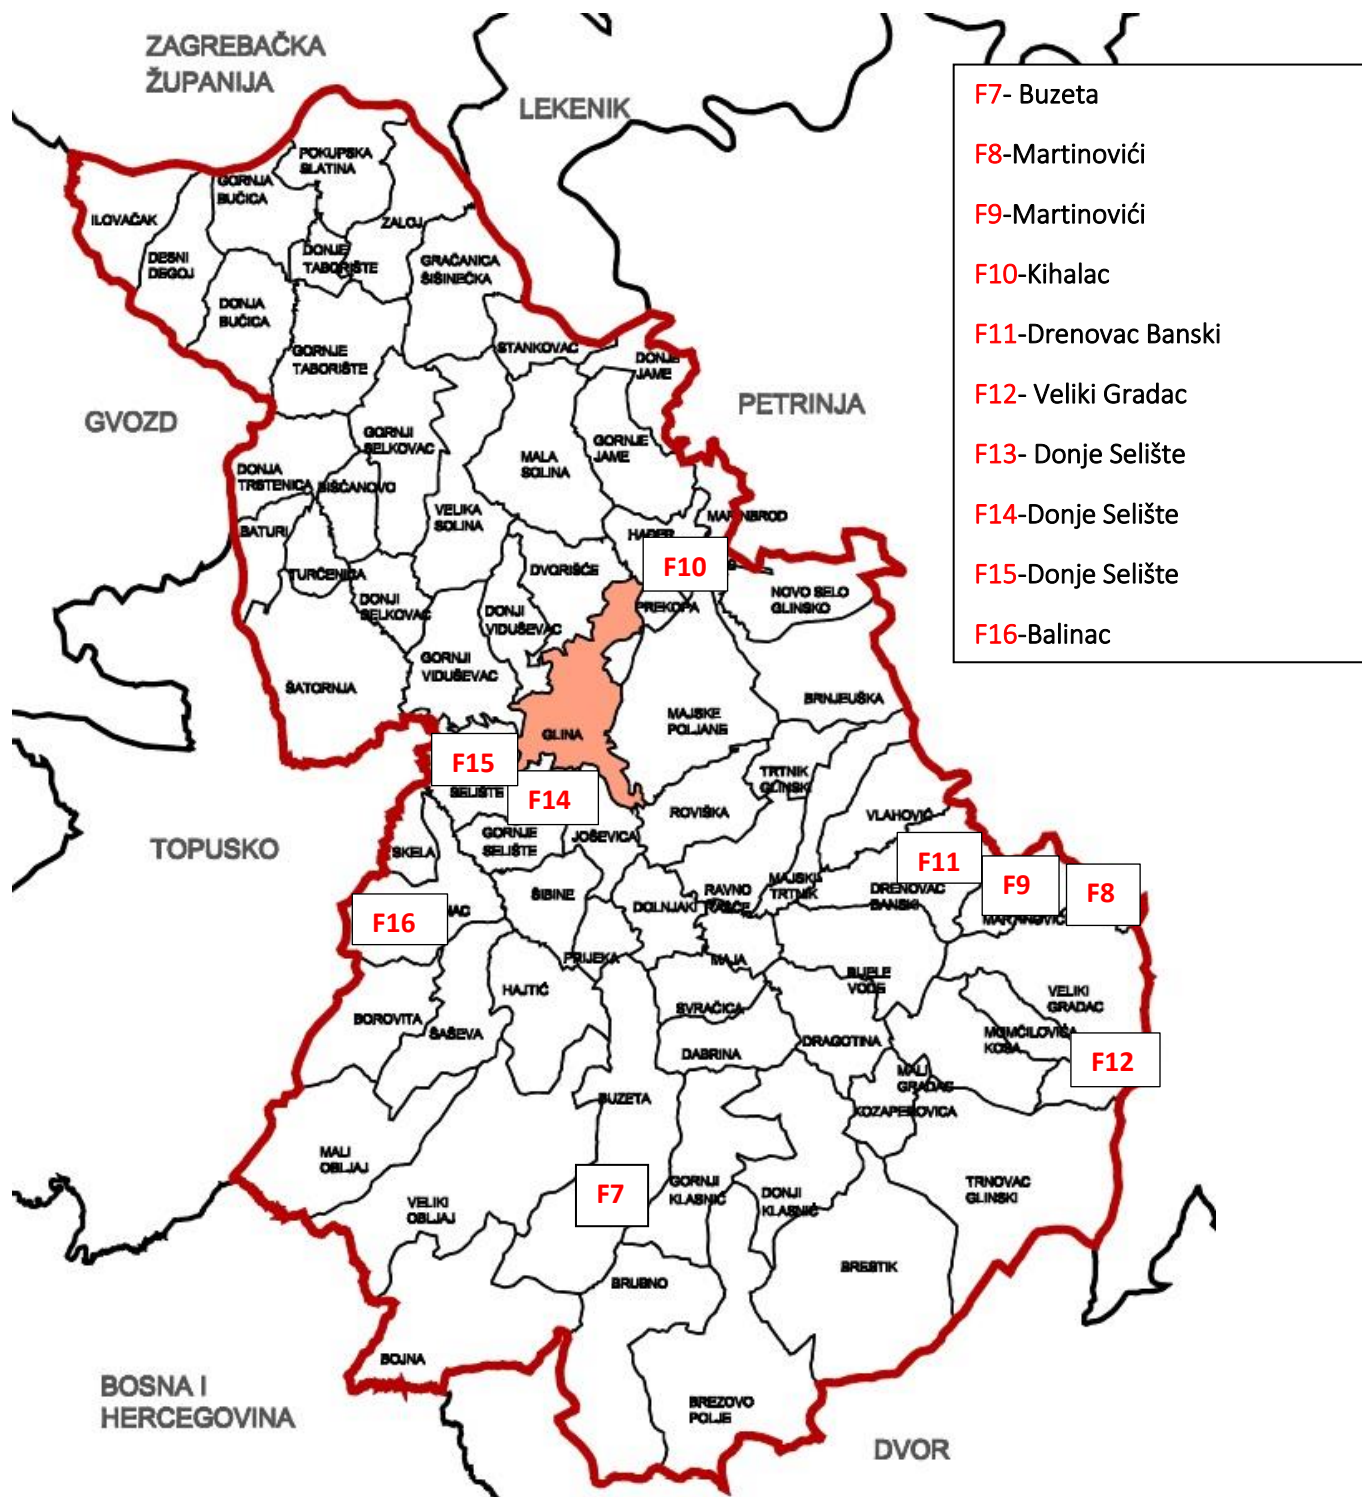 ZAGREBAČKA
ŽUPANIJA
LEKENIK
F7- Buzeta
F8-Martinovići
F9-Martinovići
F10-Kihalac
F11-Drenovac Banski
F12- Veliki Gradac
F13- Donje Selište
F14-Donje Selište
F15-Donje Selište
F16-Balinac
POKUPSKA
SLATINA
GORNJA
BUČICA
ILOVAČAK
ZALOJ
DESNI
DEGOJ
DONJE
TABORIŠTE
GRAČANICA
ŠIŠINEČKA
DONJA
BUČICA
GORNJE
TABORIŠTE
STANKOVAC
DONJE
JAME
PETRINJA
GVOZD
GORNJI
SELKOVAC
GORNJE
JAME
MALA
SOLINA
DONJA
TRSTENICA
BIŠĆANOVO
VELIKA
SOLINA
MARINBROD
BATURI
HADER
F10
TURČENICA
DVORIŠĆE
DONJI
SELKOVAC
DONJI
VIDUŠEVAC
PREKOPA
NOVO SELO
GLINSKO
GORNJI
VIDUŠEVAC
ŠATORNJA
BRNJEUŠKA
MAJSKE
POLJANE
GLINA
F15
SELIŠTE
F14
TRTNIK
GLINSKI
ROVIŠKA
VLAHOVIĆ
TOPUSKO
GORNJE
SELIŠTE
JOŠEVICA
SKELA
F11
F9
F8
ŠIBINE
DOLNJAKI
RAVNO
RAŠĆE
MAJSKI
TRTNIK
DRENOVAC
BANSKI
MARTINOVIĆI
F16
NAC
PRIJEKA
MAJA
HAJTIĆ
BIJELE
VODE
VELIKI
GRADAC
SVRAČICA
BOROVITA
ŠAŠEVA
DRAGOTINA
MOMČILOVIĆA
KOSA
DABRINA
F12
MALI
GRADAC
BUZETA
KOZAPEROVICA
MALI
OBLJAJ
F7
GORNJI
KLASNIĆ
DONJI
KLASNIĆ
TRNOVAC
GLINSKI
VELIKI
OBLJAJ
BRESTIK
BRUBNO
BOJNA
BOSNA I
HERCEGOVINA
BREZOVO
POLJE
DVOR